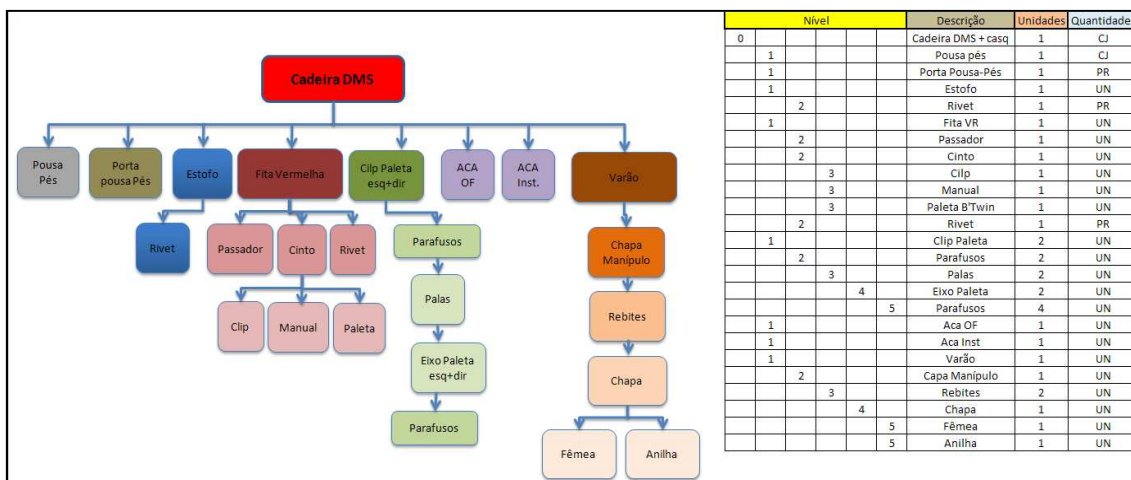 Cadeira DMS
Pousa
Pés
Porta
pousa Pés
Estofo
Fita Vermelha
Cilp Paleta
esq+dir
ACA
OF
ACA
Inst.
Varão
Rivet
Passador
Cinto
Rivet
Parafusos
Chapa
Manípulo
Clip
Manual
Paleta
Palas
Rebites
Eixo Paleta
esq+dir
Chapa
Parafusos
Fêmea
Anilha
Nível Descrição Unidades Quantidade
0 Cadeira DMS + casq 1 CJ
1 Pousa pés 1 CJ
1 Porta Pousa-Pés 1 PR
1 Estofo 1 UN
2 Rivet 1 PR
1 Fita VR 1 UN
2 Passador 1 UN
2 Cinto 1 UN
3 Cilp 1 UN
3 Manual 1 UN
3 Paleta B'Twin 1 UN
2 Rivet 1 PR
1 Clip Paleta 2 UN
2 Parafusos 2 UN
3 Palas 2 UN
4 Eixo Paleta 2 UN
5 Parafusos 4 UN
1 Aca OF 1 UN
1 Aca Inst 1 UN
1 Varão 1 UN
2 Capa Manípulo 1 UN
3 Rebites 2 UN
4 Chapa 1 UN
5 Fêmea 1 UN
5 Anilha 1 UN